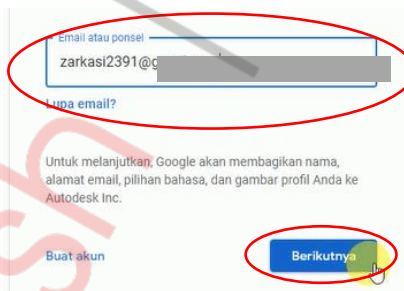 Email atau ponsel
zarkasi2391@g
Lupa email?
Untuk melanjutkan, Google akan membagikan nama,
alamat email, pilihan bahasa, dan gambar profil Anda ke
Autodesk Inc.
Buat akun
Berikutnya